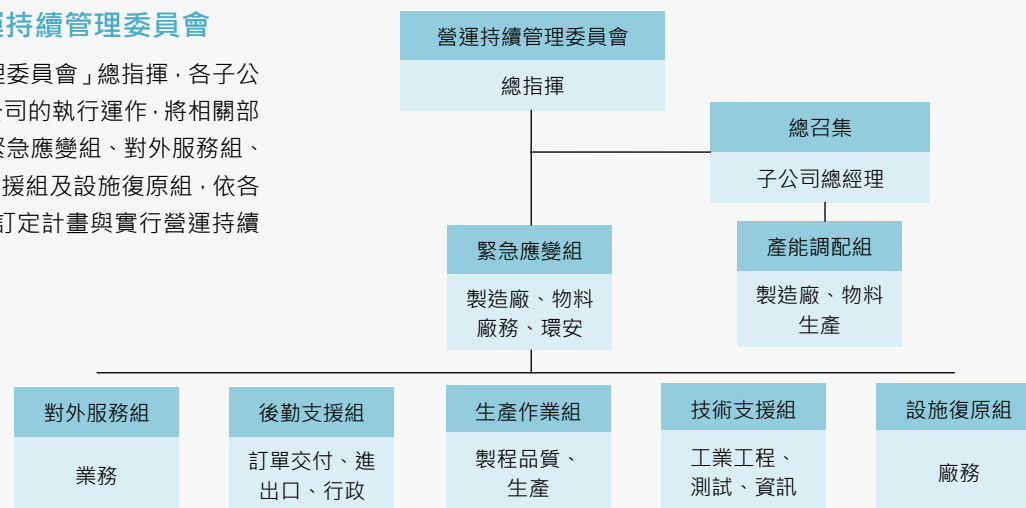 持續管理委員會
委員會」總指揮，各子公
司的執行運作，將相關部
緊急應變組、對外服務組、
援組及設施復原組，依各
訂定計畫與實行營運持續
營運持續管理委員會
總指揮
總召集
子公司總經理
緊急應變組
製造廠、物料
廠務、環安
產能調配組
製造廠、物料
生產
對外服務組
業務
後勤支援組
訂單交付、進
出口、行政
生產作業組
製程品質、
生產
技術支援組
工業工程、
測試、資訊
設施復原組
廠務